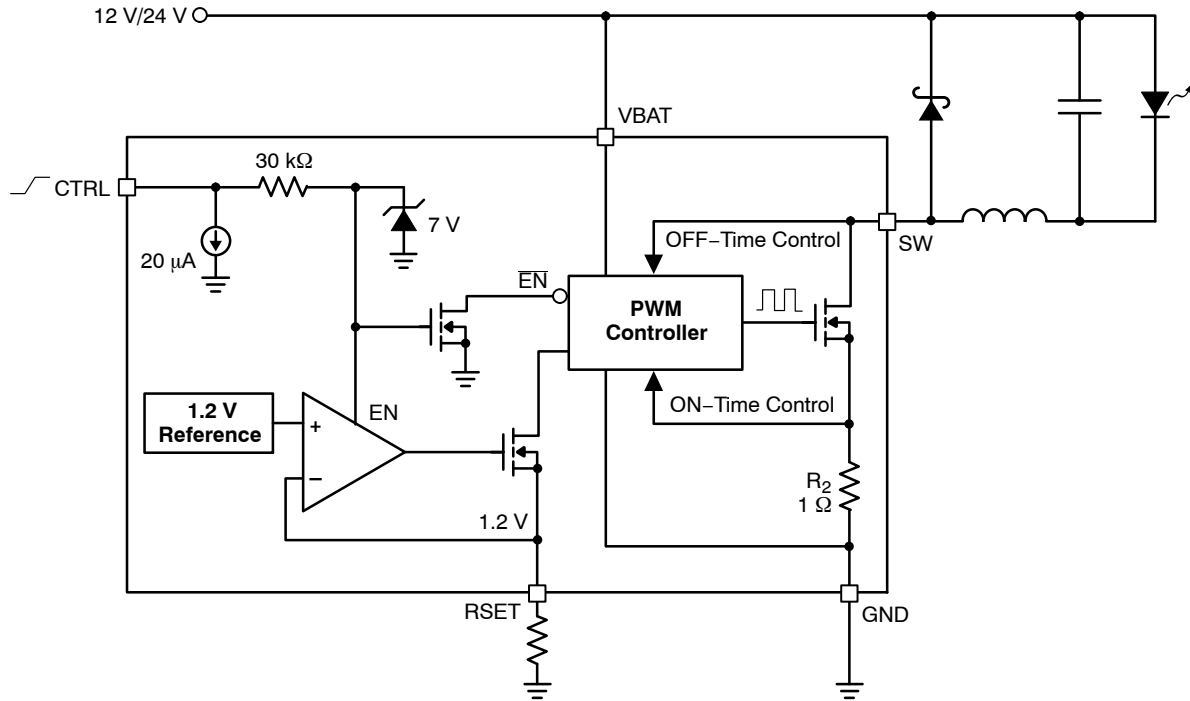 12 V/24 V
VBAT
30 kΩ
CTRL
7 V
20 μA
SW
OFF−Time Control
EN
PWM
Controller
1.2 V
Reference
EN
+
−
ON−Time Control
R2
1 Ω
1.2 V
RSET
GND